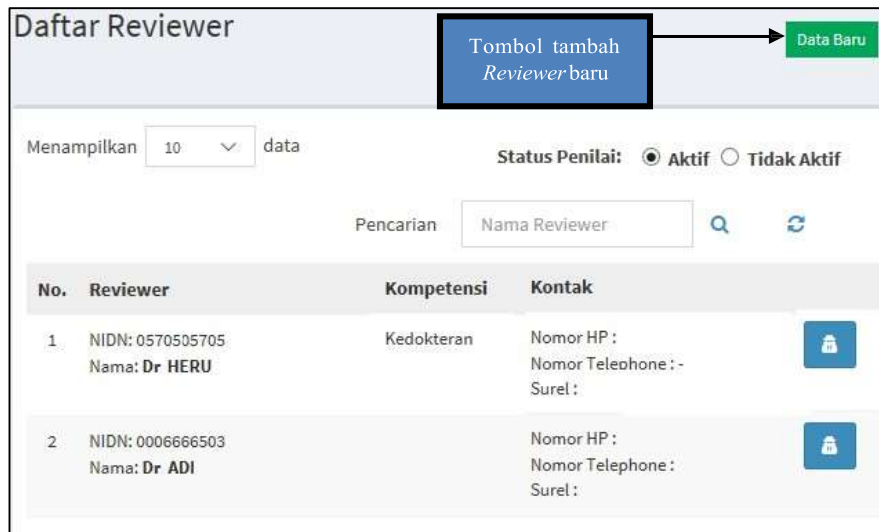 Daftar Reviewer
Tombol tambah
Reviewer baru
Data Baru
Menampilkan 10 data
Status Penilai: Aktif Tidak Aktif
Pencarian Nama Reviewer
No. Reviewer Kompetensi Kontak
1 NIDN: 0570505705 Kedokteran Nomor HP :
Nama: Dr HERU Nomor Telephone : -
Surel :
2 NIDN: 0006666503 Nomor HP :
Nama: Dr ADI Nomor Telephone :
Surel :